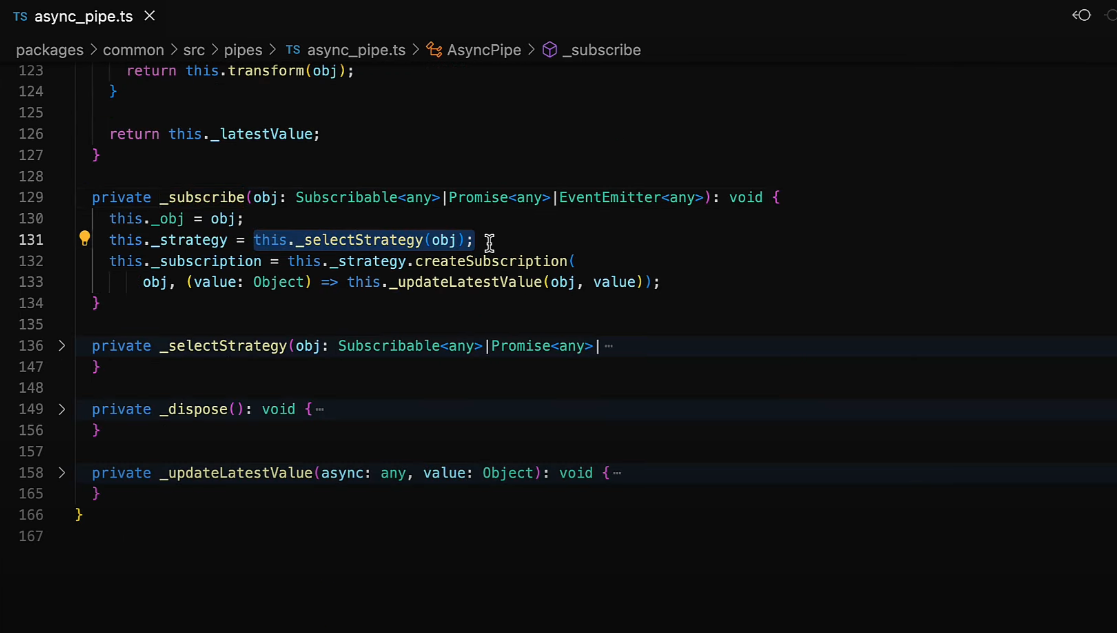 TS async_pipe.ts ×
packages > common > src > pipes > TS async_pipe.ts > AsyncPipe > _subscribe
123 return this.transform(obj);
124 }
125
126 return this._latestValue;
127 }
128
129 private _subscribe(obj: Subscribable<any>|Promise<any>|EventEmitter<any>): void {
130 this._obj = obj;
131 this._strategy = this._selectStrategy(obj);
132 this._subscription = this._strategy.createSubscription(
133 obj, (value: Object) => this._updateLatestValue(obj, value));
134 }
135
136 > private _selectStrategy(obj: Subscribable<any>|Promise<any>|⋯
147 }
148
149 > private _dispose(): void {⋯
156 }
157
158 > private _updateLatestValue(async: any, value: Object): void {⋯
165 }
166 }
167